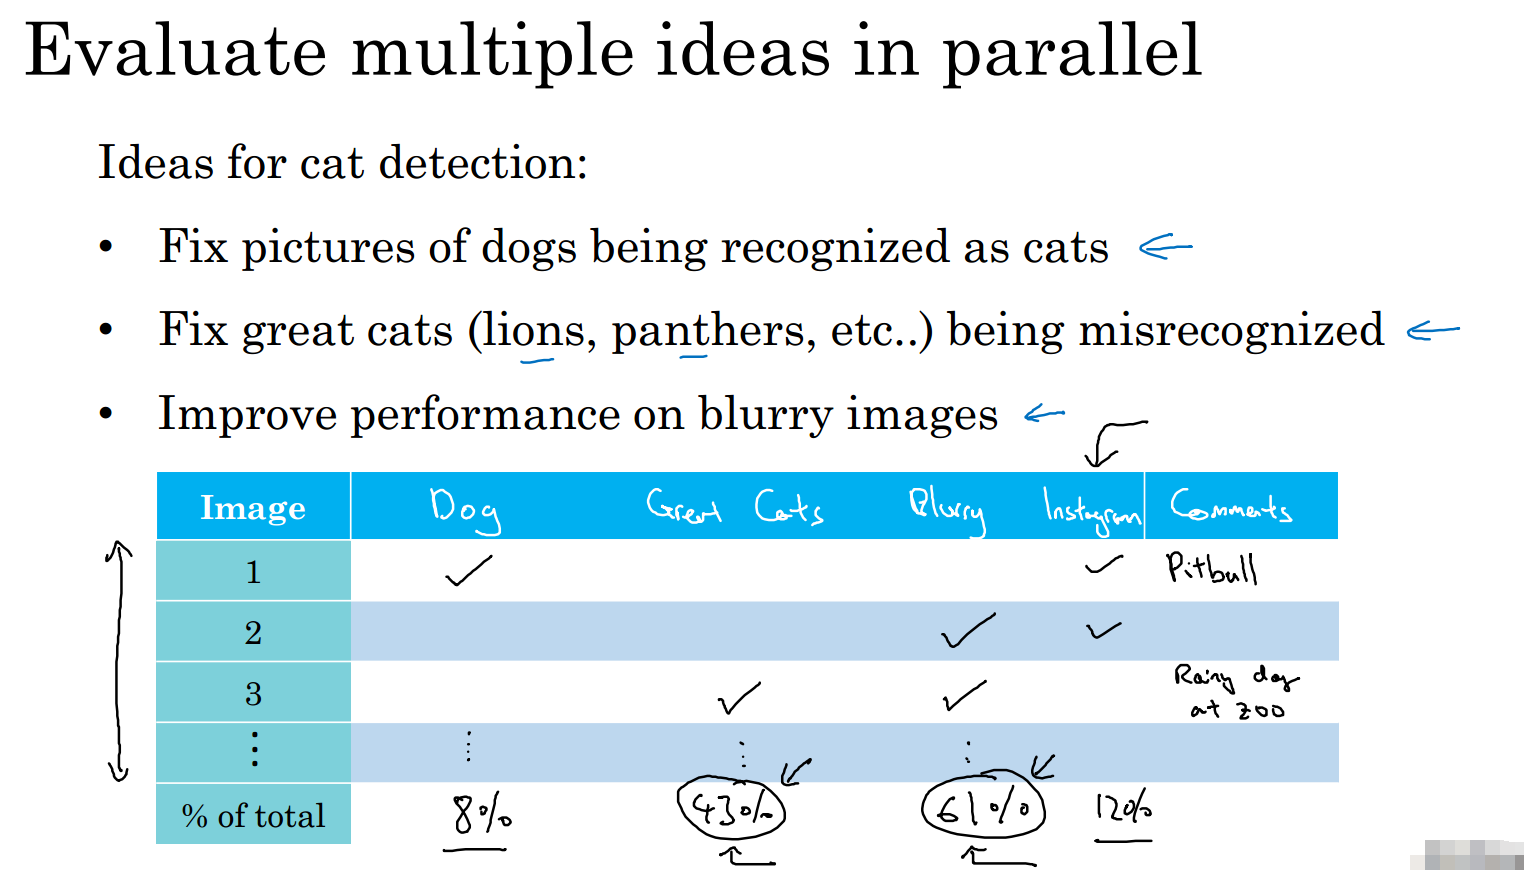 Evaluate multiple ideas in parallel
Ideas for cat detection:
• Fix pictures of dogs being recognized as cats
• Fix great cats (lions, panthers, etc..) being misrecognized
• Improve performance on blurry images
Image Dog Great Cats Blurry Instagram Comments
1 ✓ ✓ Pitbull
2 ✓ ✓
3 ✓ ✓ Rainy day
at zoo
⋮ ⋮ ⋮ ⋮
% of total 8% 43% 61% 12%